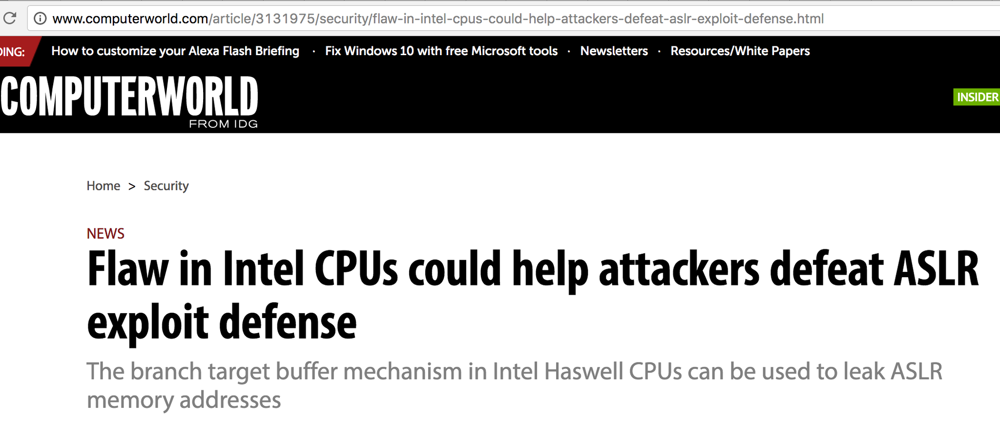 www.computerworld.com/article/3131975/security/flaw-in-intel-cpus-could-help-attackers-defeat-aslr-exploit-defense.html
DING: How to customize your Alexa Flash Briefing · Fix Windows 10 with free Microsoft tools · Newsletters · Resources/White Papers
COMPUTERWORLD
FROM IDG
INSIDER
Home > Security
NEWS
Flaw in Intel CPUs could help attackers defeat ASLR
exploit defense
The branch target buffer mechanism in Intel Haswell CPUs can be used to leak ASLR
memory addresses